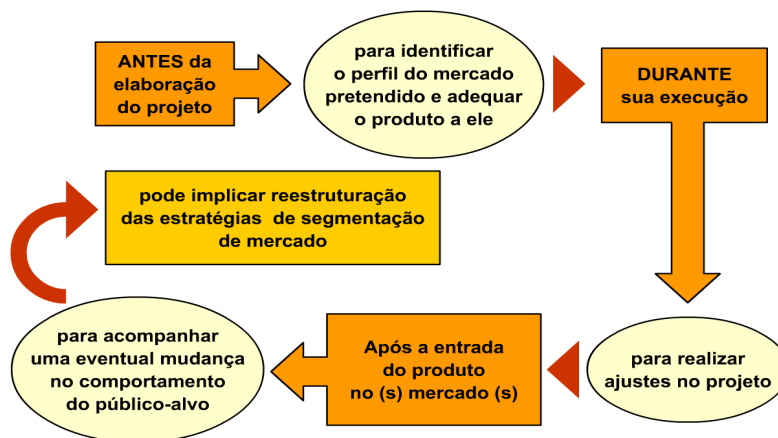 ANTES da
elaboração
do projeto
para identificar
o perfil do mercado
pretendido e adequar
o produto a ele
DURANTE
sua execução
para realizar
ajustes no projeto
Após a entrada
do produto
no (s) mercado (s)
para acompanhar
uma eventual mudança
no comportamento
do público-alvo
pode implicar reestruturação
das estratégias de segmentação
de mercado